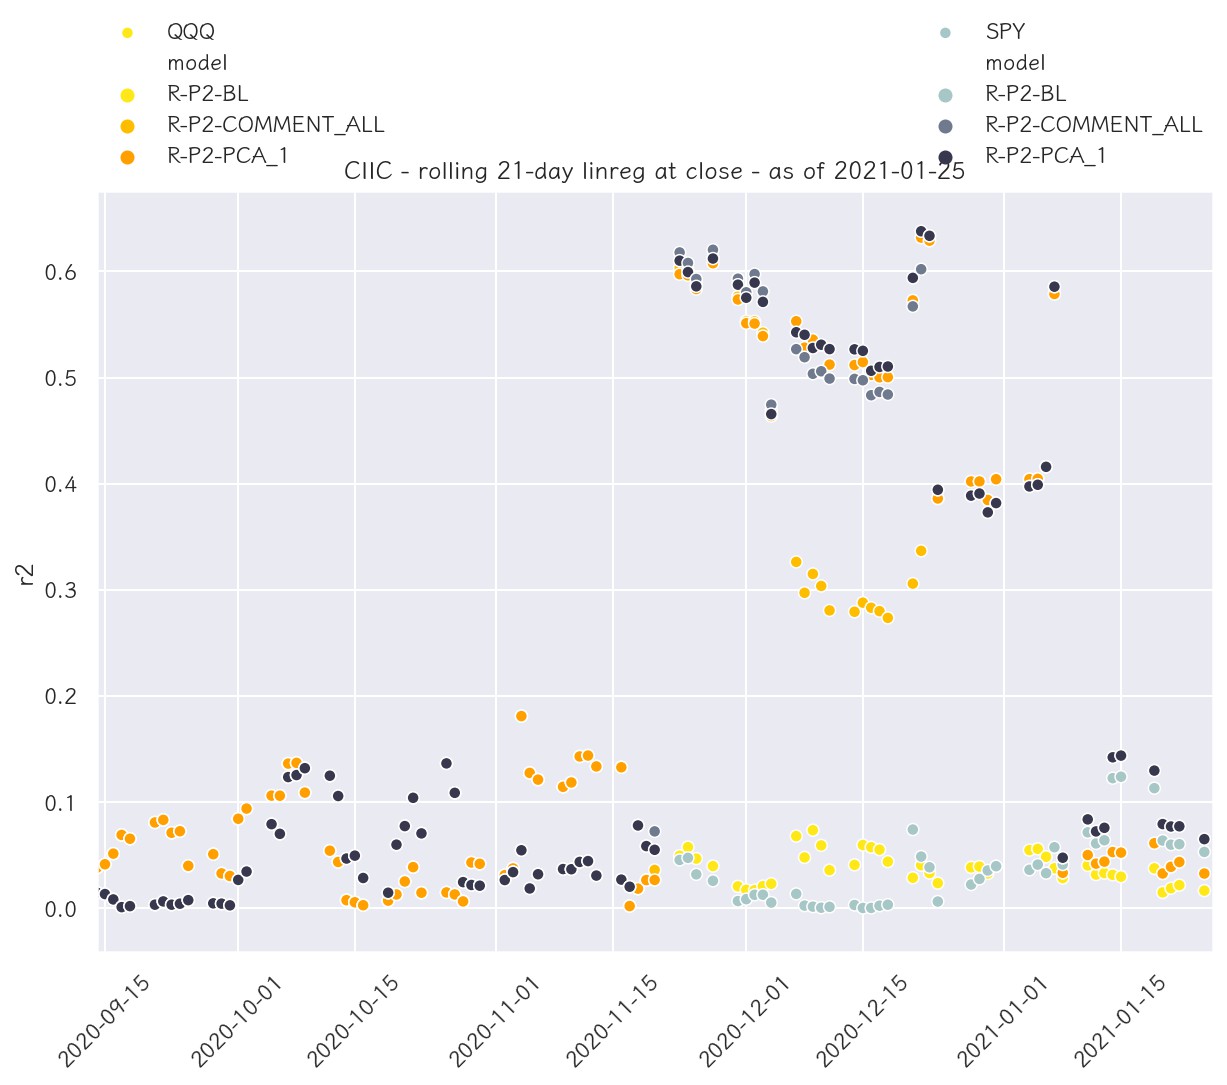 QQQ
model
R-P2-BL
R-P2-COMMENT_ALL
R-P2-PCA_1
SPY
model
R-P2-BL
R-P2-COMMENT_ALL
R-P2-PCA_1
CIIC - rolling 21-day linreg at close - as of 2021-01-25
r2
0.6
0.5
0.4
0.3
0.2
0.1
0.0
2020-09-15
2020-10-01
2020-10-15
2020-11-01
2020-11-15
2020-12-01
2020-12-15
2021-01-01
2021-01-15